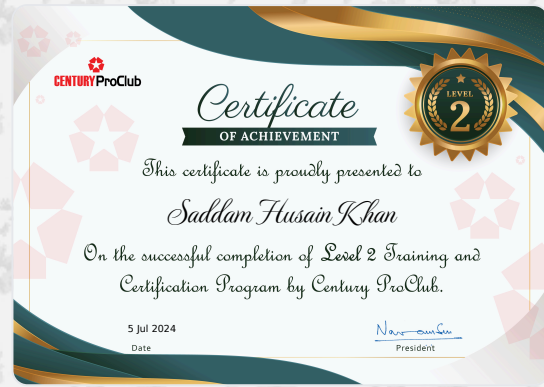 CENTURY ProClub
LEVEL
2
Certificate
OF ACHIEVEMENT
This certificate is proudly presented to
Saddam Husain Khan
On the successful completion of Level 2 Training and
Certification Program by Century ProClub.
5 Jul 2024
Date
President